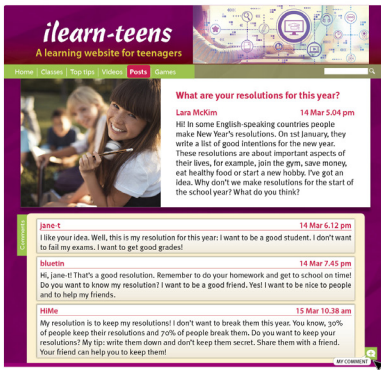 ilearn-teens
A learning website for teenagers
Home | Classes | Top tips | Videos | Posts | Games
What are your resolutions for this year?
Lara McKim 14 Mar 5.04 pm
Hi! In some English-speaking countries people
make New Year's resolutions. On 1st January, they
write a list of good intentions for the new year.
These resolutions are about important aspects of
their lives, for example, join the gym, save money,
eat healthy food or start a new hobby. I've got an
idea. Why don't we make resolutions for the start of
the school year? What do you think?
Comments
jane-t 14 Mar 6.12 pm
I like your idea. Well, this is my resolution for this year: I want to be a good student. I don't want
to fail my exams. I want to get good grades!
bluetin 14 Mar 7.45 pm
Hi, jane-t! That's a good resolution. Remember to do your homework and get to school on time!
Do you want to know my resolution? I want to be a good friend. Yes! I want to be nice to people
and to help my friends.
HiMe 15 Mar 10.38 am
My resolution is to keep my resolutions! I don't want to break them this year. You know, 30%
of people keep their resolutions and 70% of people break them. Do you want to keep your
resolutions? My tip: write them down and don't keep them secret. Share them with a friend.
Your friend can help you to keep them!
MY COMMENT